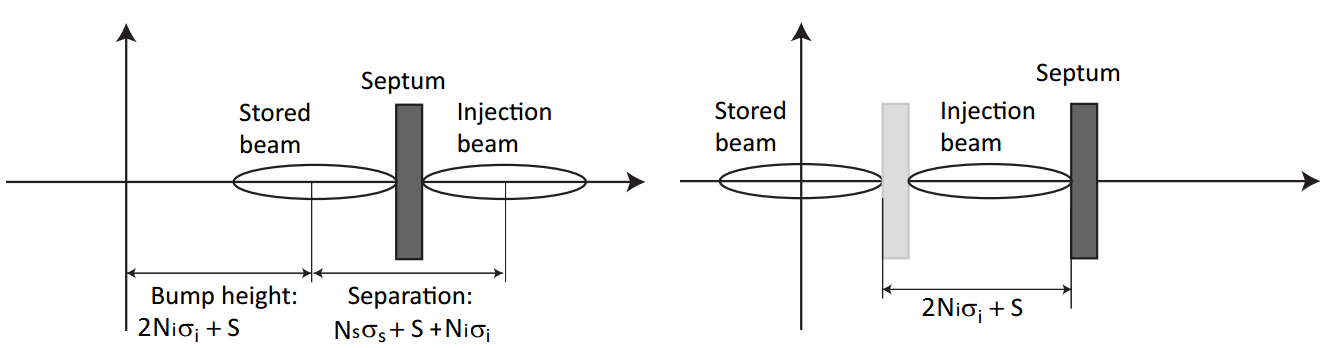 Septum
Stored
beam
Injection
beam
Bump height:
2Niσi + S
Separation:
Nsσs + S +Niσi
Septum
Stored
beam
Injection
beam
2Niσi + S